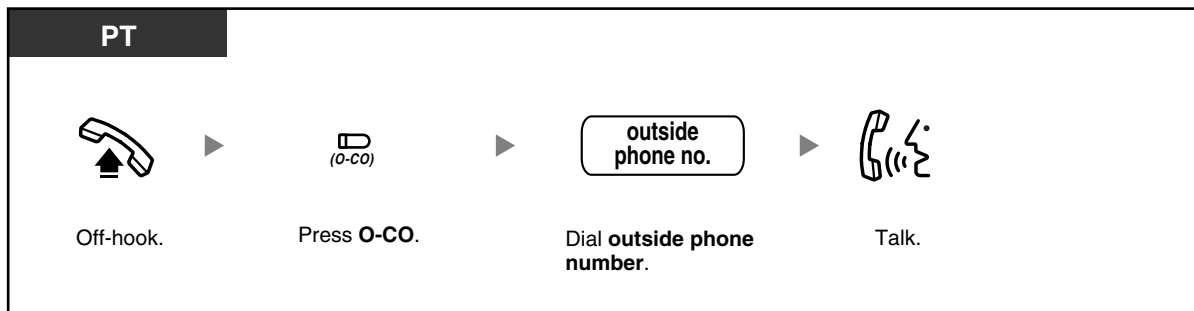 PT
(O-CO)
outside
phone no.
Off-hook.
Press O-CO.
Dial outside phone
number.
Talk.